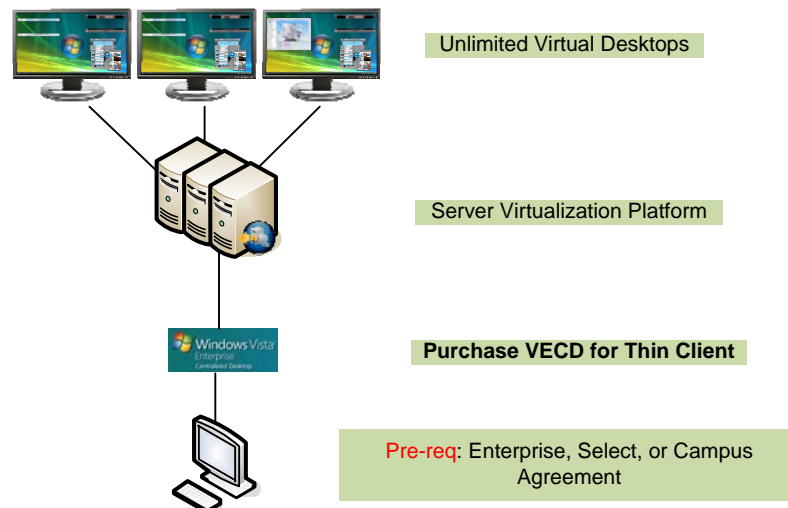 Unlimited Virtual Desktops
Server Virtualization Platform
Windows Vista
Enterprise
Centralized Desktop
Purchase VECD for Thin Client
Pre-req: Enterprise, Select, or Campus
Agreement